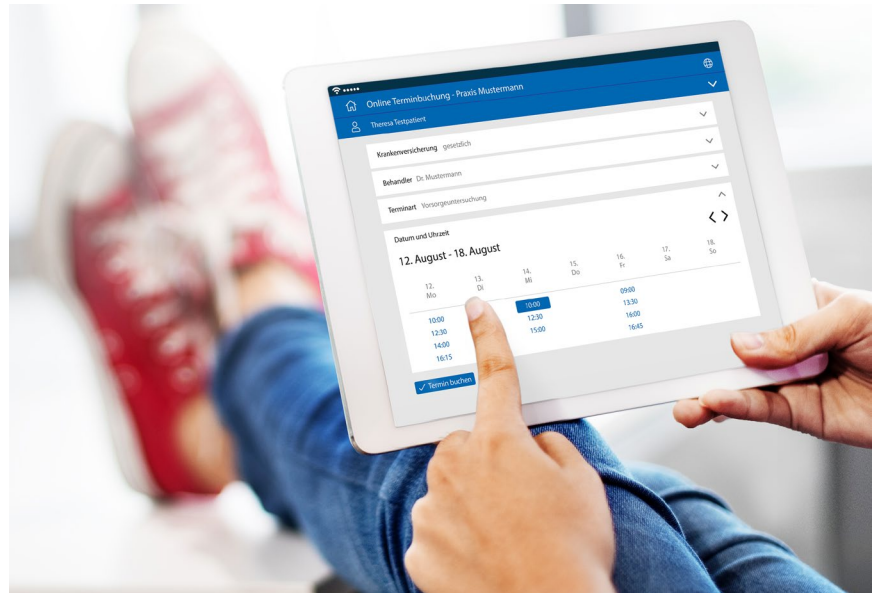 Online Terminbuchung - Praxis Mustermann
Theresa Testpatient
Krankenversicherung gesetzlich
Behandler Dr. Mustermann
Terminart Vorsorgeuntersuchung
Datum und Uhrzeit
12. August - 18. August
12. 13. 14. 15. 16. 17. 18.
Mo Di Mi Do Fr Sa So
10:00 10:00 09:00
12:30 12:30 13:30
14:00 15:00 16:00
16:15 16:45
Termin buchen